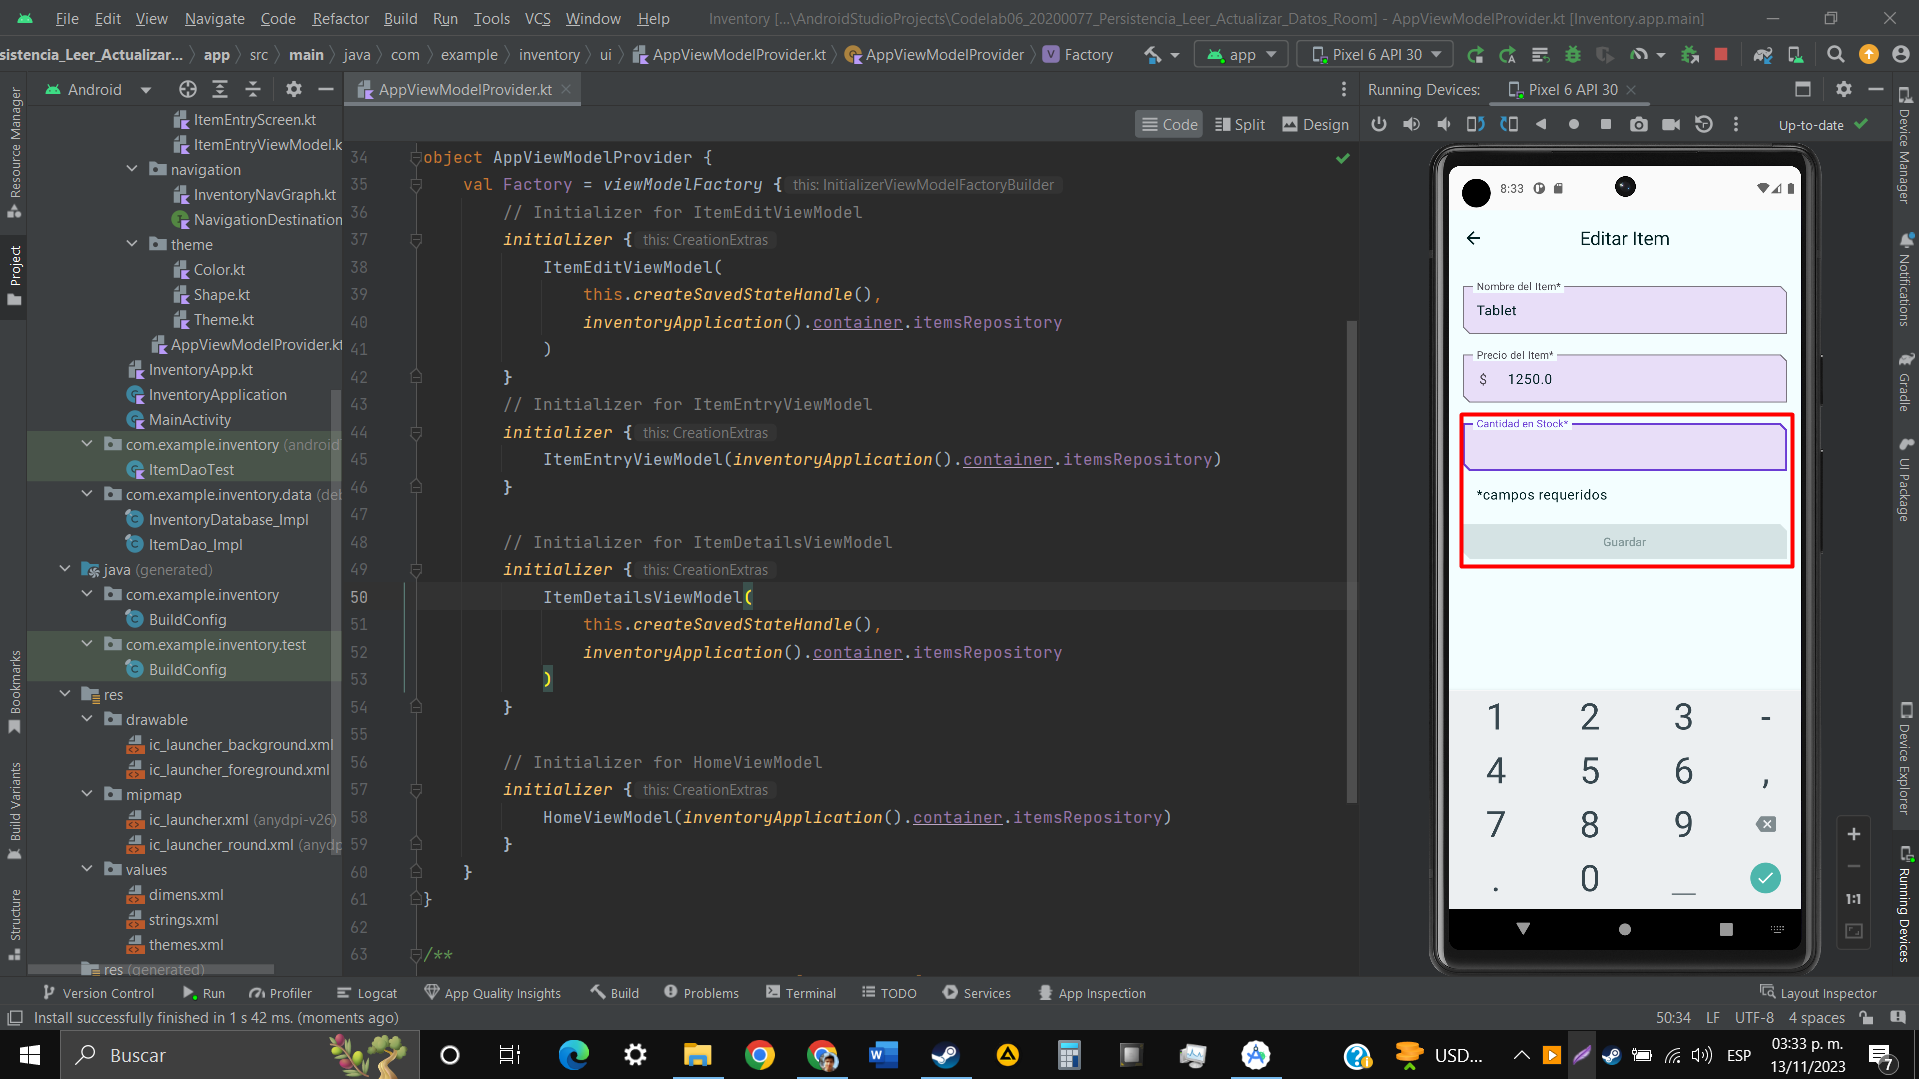 File Edit View Navigate Code Refactor Build Run Tools VCS Window Help Inventory [...\AndroidStudioProjects\Codelab06_20200077_Persistencia_Leer_Actualizar_Datos_Room] - AppViewModelProvider.kt [Inventory.app.main]
sistencia_Leer_Actualizar... app src main java com example inventory ui AppViewModelProvider.kt AppViewModelProvider Factory app Pixel 6 API 30
Android
AppViewModelProvider.kt
Running Devices: Pixel 6 API 30
Code Split Design
Up-to-date
Resource Manager
Project
Bookmarks
Build Variants
Structure
ItemEntryScreen.kt
ItemEntryViewModel.k
navigation
InventoryNavGraph.kt
NavigationDestination
theme
Color.kt
Shape.kt
Theme.kt
AppViewModelProvider.kt
InventoryApp.kt
InventoryApplication
MainActivity
com.example.inventory (android
ItemDaoTest
com.example.inventory.data (de
InventoryDatabase_Impl
ItemDao_Impl
java (generated)
com.example.inventory
BuildConfig
com.example.inventory.test
BuildConfig
res
drawable
ic_launcher_background.xml
ic_launcher_foreground.xml
mipmap
ic_launcher.xml (anydpi-v26)
ic_launcher_round.xml (anydp
values
dimens.xml
strings.xml
themes.xml
res (generated)
34 object AppViewModelProvider {
35 val Factory = viewModelFactory { this: InitializerViewModelFactoryBuilder
36 // Initializer for ItemEditViewModel
37 initializer { this: CreationExtras
38 ItemEditViewModel(
39 this.createSavedStateHandle(),
40 inventoryApplication().container.itemsRepository
41 )
42 }
43 // Initializer for ItemEntryViewModel
44 initializer { this: CreationExtras
45 ItemEntryViewModel(inventoryApplication().container.itemsRepository)
46 }
47
48 // Initializer for ItemDetailsViewModel
49 initializer { this: CreationExtras
50 ItemDetailsViewModel(
51 this.createSavedStateHandle(),
52 inventoryApplication().container.itemsRepository
53 )
54 }
55
56 // Initializer for HomeViewModel
57 initializer { this: CreationExtras
58 HomeViewModel(inventoryApplication().container.itemsRepository)
59 }
60 }
61 }
62
63 /**
8:33
Editar Item
Nombre del Item*
Tablet
Precio del Item*
$ 1250.0
Cantidad en Stock*
*campos requeridos
Guardar
1 2 3 -
4 5 6 ,
7 8 9
. 0 _
1:1
Device Manager
Notifications
Gradle
UI Package
Device Explorer
Running Devices
Version Control Run Profiler Logcat App Quality Insights Build Problems Terminal TODO Services App Inspection Layout Inspector
Install successfully finished in 1 s 42 ms. (moments ago) 50:34 LF UTF-8 4 spaces
Buscar
USD...
ESP
03:33 p. m.
13/11/2023
7